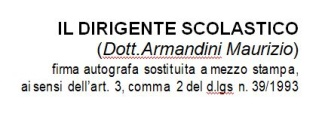 IL DIRIGENTE SCOLASTICO
(Dott.Armandini Maurizio)
firma autografa sostituita a mezzo stampa,
ai sensi dell'art. 3, comma 2 del d.lgs n. 39/1993